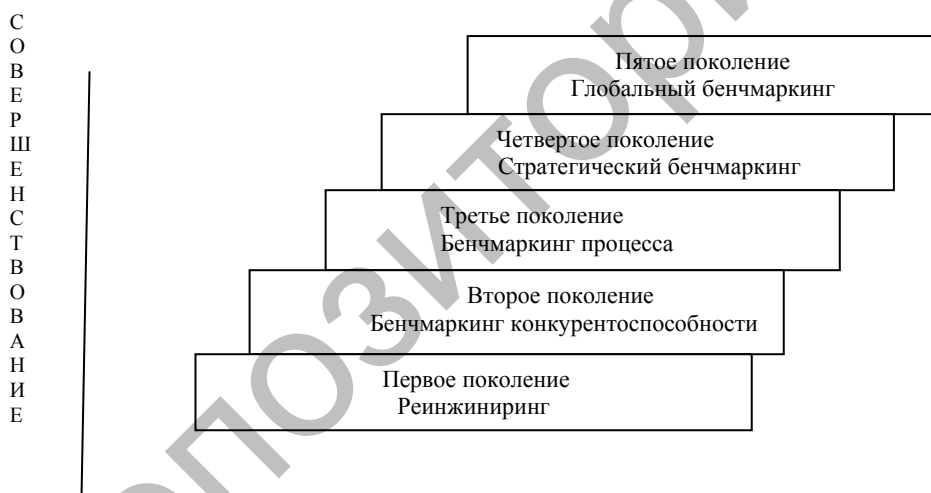 СОВЕРШЕНСТВОВАНИЕ
Пятое поколение
Глобальный бенчмаркинг
Четвертое поколение
Стратегический бенчмаркинг
Третье поколение
Бенчмаркинг процесса
Второе поколение
Бенчмаркинг конкурентоспособности
Первое поколение
Реинжиниринг